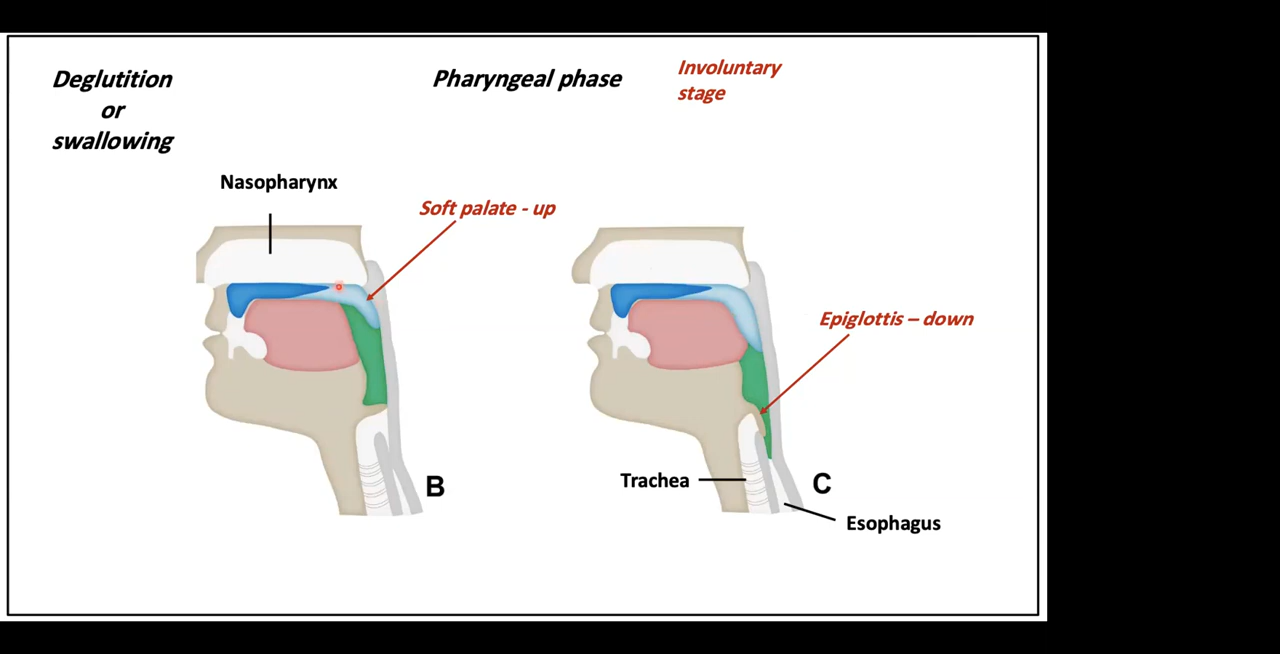 Deglutition
or
swallowing
Pharyngeal phase
Involuntary
stage
Nasopharynx
Soft palate - up
Epiglottis – down
Trachea
B
C
Esophagus